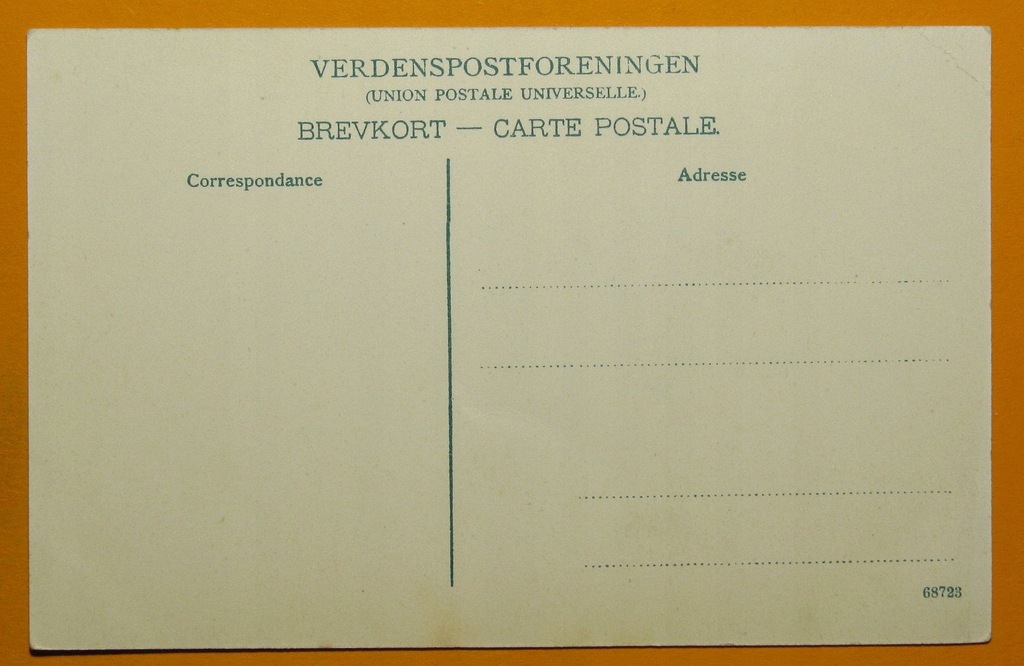 VERDENSPOSTFORENINGEN
(UNION POSTALE UNIVERSELLE.)
BREVKORT — CARTE POSTALE.
Correspondance
Adresse
68723